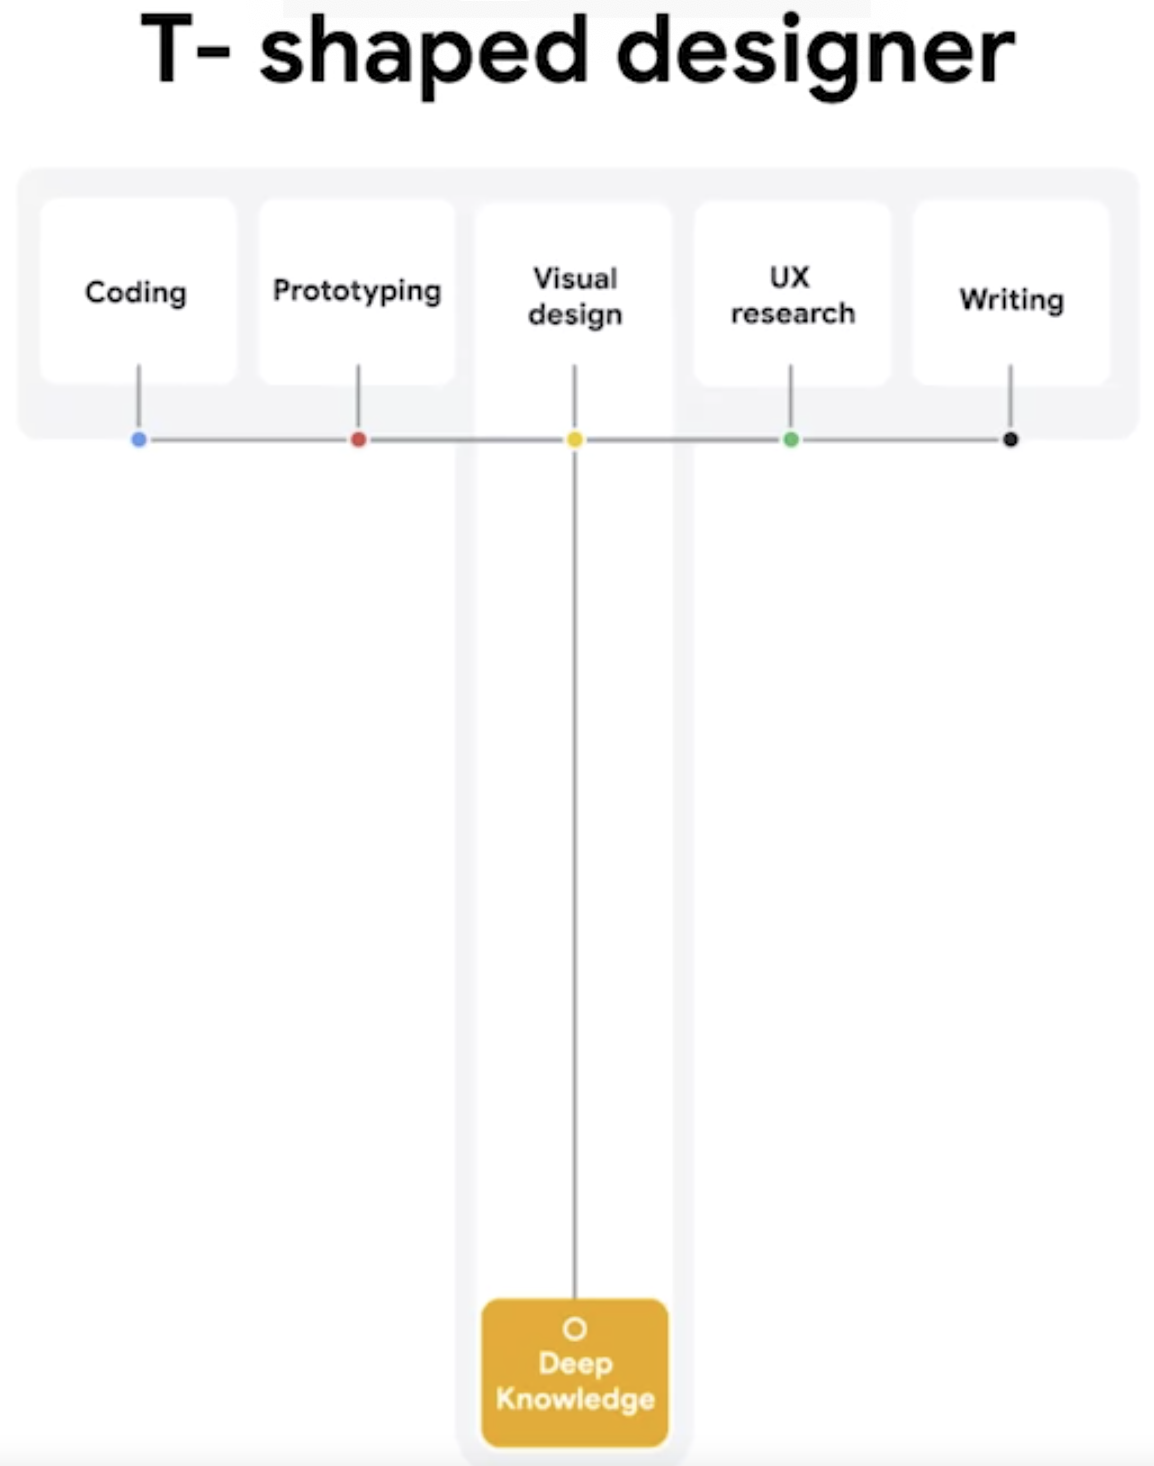 T- shaped designer
Coding
Prototyping
Visual
design
UX
research
Writing
Deep
Knowledge